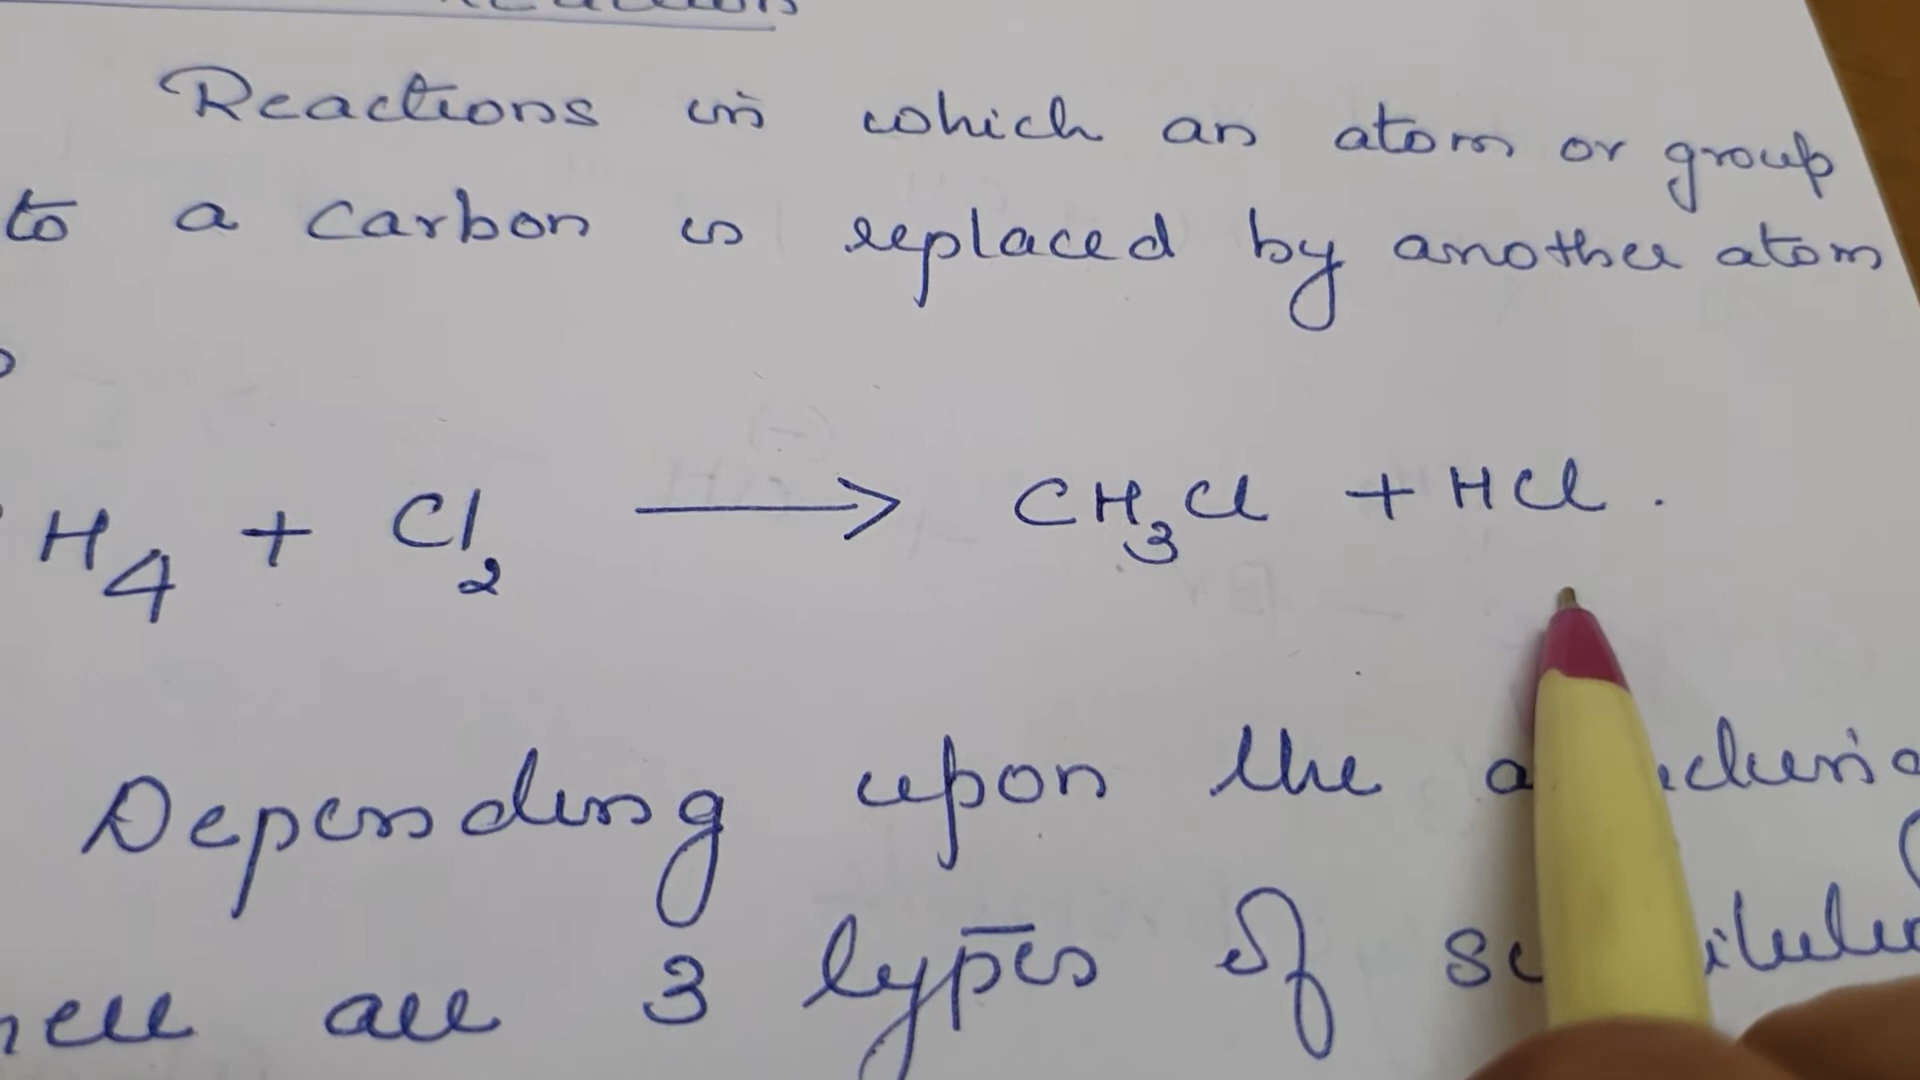 Reactions in which an atom or group
to a carbon is replaced by another atom
H4 + Cl2 → CH3Cl + HCl.
Depending upon the
are 3 types of